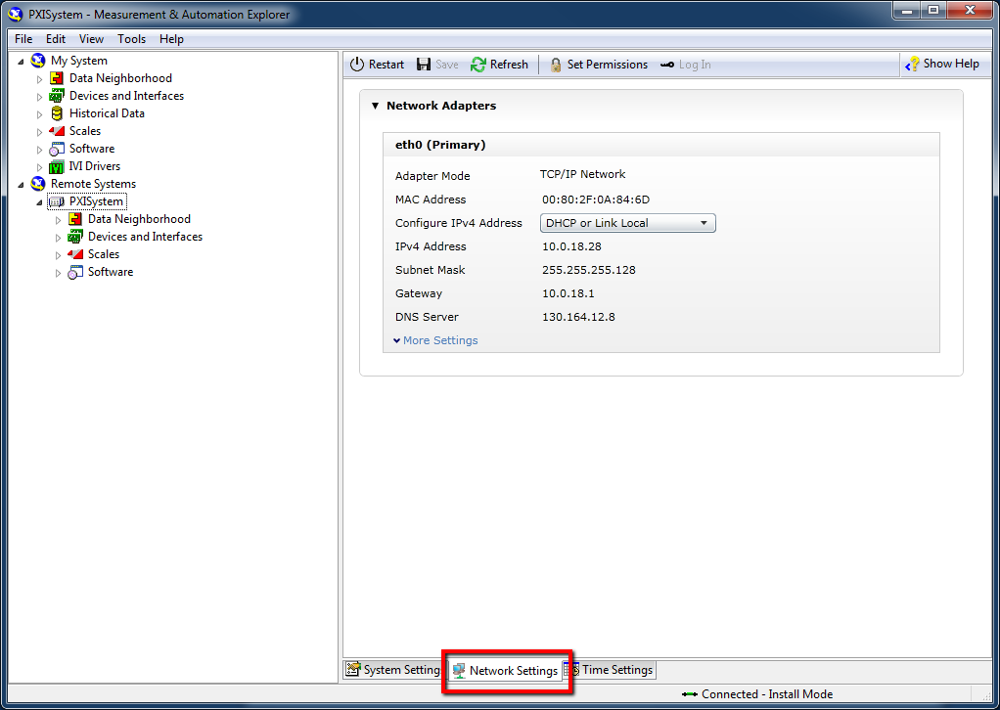 PXISystem - Measurement & Automation Explorer
File Edit View Tools Help
My System
Data Neighborhood
Devices and Interfaces
Historical Data
Scales
Software
IVI Drivers
Remote Systems
PXISystem
Data Neighborhood
Devices and Interfaces
Scales
Software
Restart Save Refresh Set Permissions Log In Show Help
Network Adapters
eth0 (Primary)
Adapter Mode TCP/IP Network
MAC Address 00:80:2F:0A:84:6D
Configure IPv4 Address DHCP or Link Local
IPv4 Address 10.0.18.28
Subnet Mask 255.255.255.128
Gateway 10.0.18.1
DNS Server 130.164.12.8
More Settings
System Setting Network Settings Time Settings
Connected - Install Mode